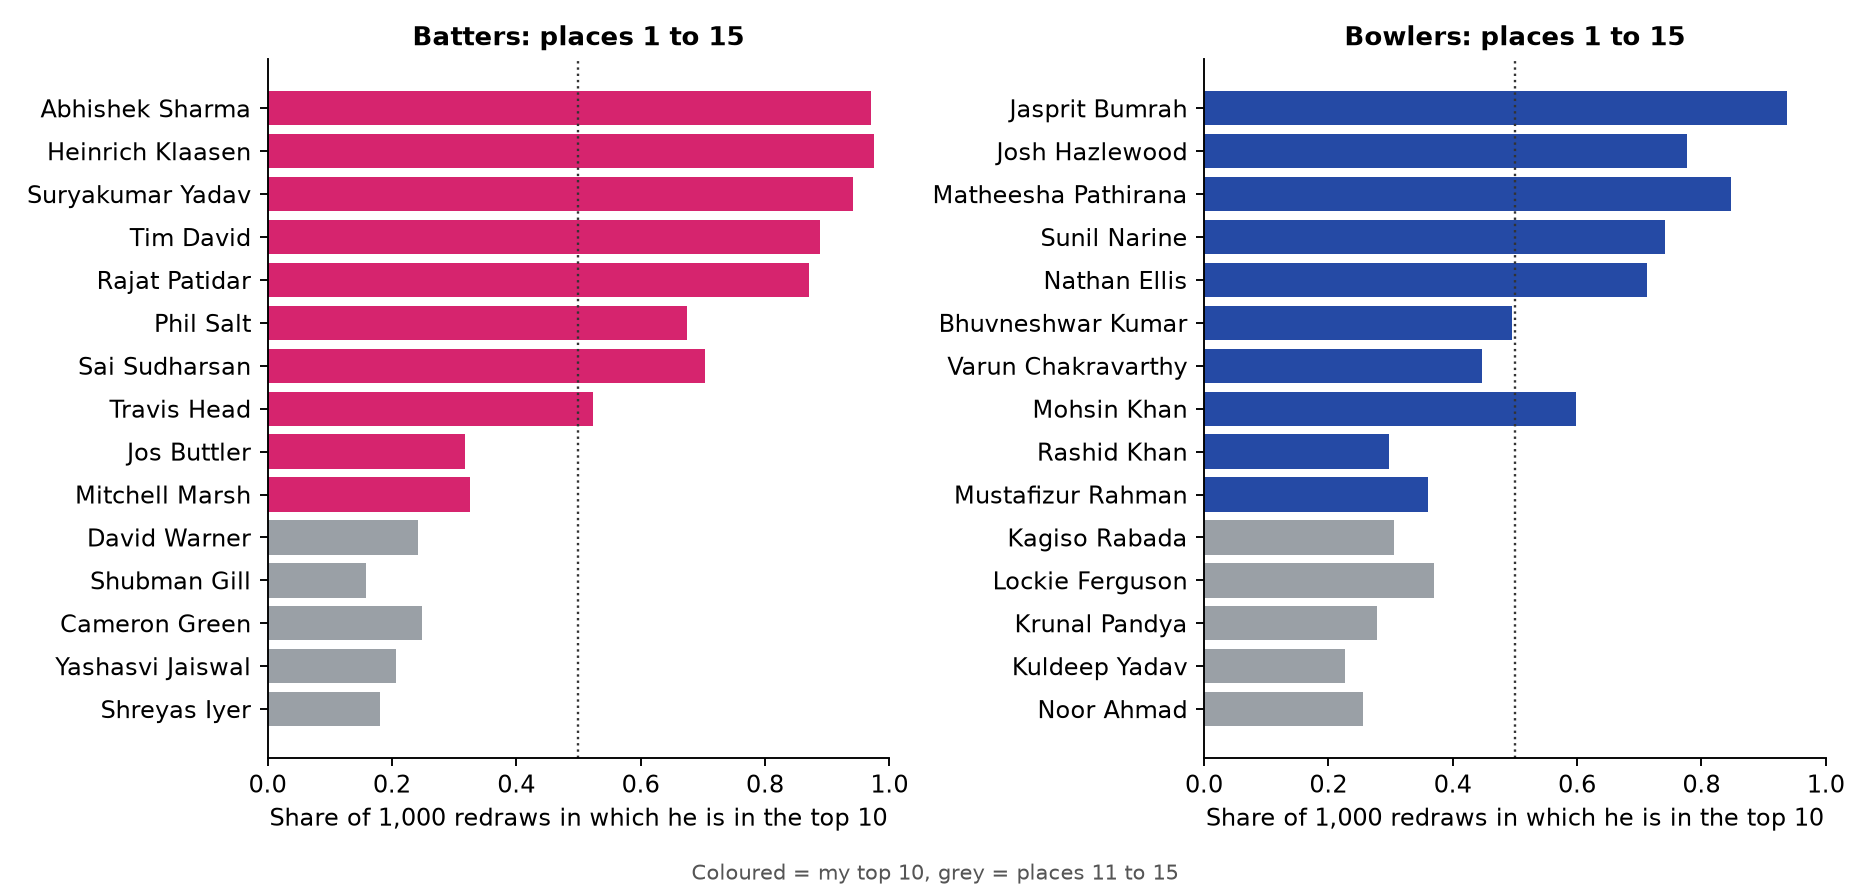 Batters: places 1 to 15
Abhishek Sharma
Heinrich Klaasen
Suryakumar Yadav
Tim David
Rajat Patidar
Phil Salt
Sai Sudharsan
Travis Head
Jos Buttler
Mitchell Marsh
David Warner
Shubman Gill
Cameron Green
Yashasvi Jaiswal
Shreyas Iyer
0.0 0.2 0.4 0.6 0.8 1.0
Share of 1,000 redraws in which he is in the top 10
Bowlers: places 1 to 15
Jasprit Bumrah
Josh Hazlewood
Matheesha Pathirana
Sunil Narine
Nathan Ellis
Bhuvneshwar Kumar
Varun Chakravarthy
Mohsin Khan
Rashid Khan
Mustafizur Rahman
Kagiso Rabada
Lockie Ferguson
Krunal Pandya
Kuldeep Yadav
Noor Ahmad
0.0 0.2 0.4 0.6 0.8 1.0
Share of 1,000 redraws in which he is in the top 10
Coloured = my top 10, grey = places 11 to 15